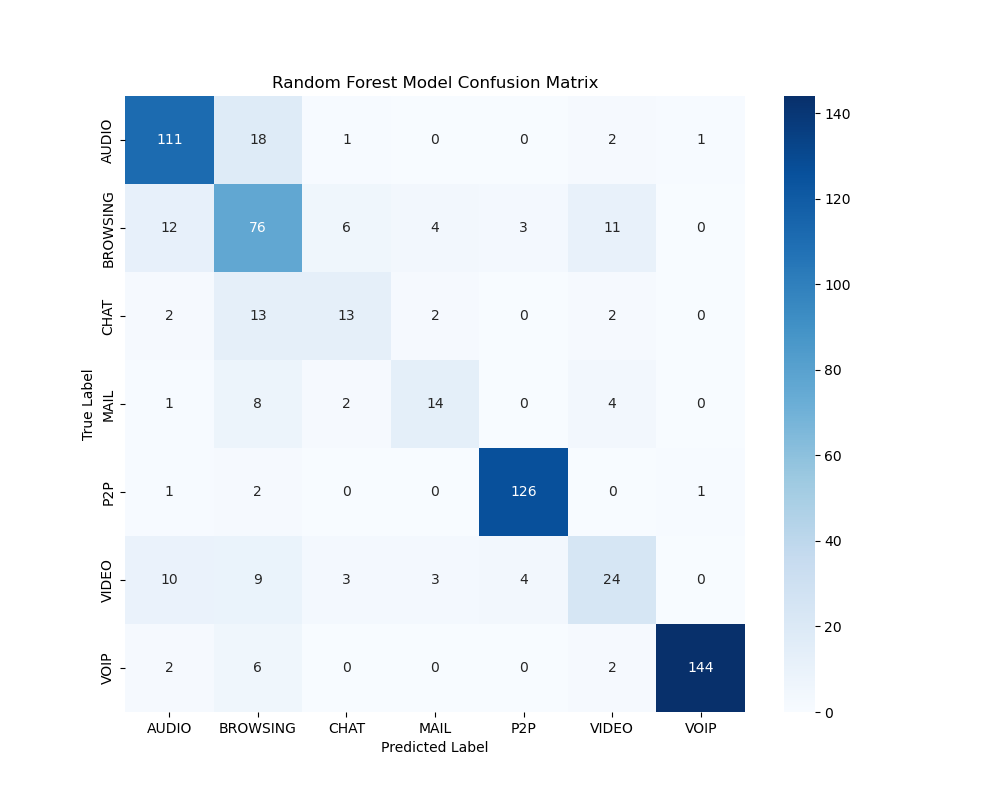 Random Forest Model Confusion Matrix
True Label
AUDIO 111 18 1 0 0 2 1
BROWSING 12 76 6 4 3 11 0
CHAT 2 13 13 2 0 2 0
MAIL 1 8 2 14 0 4 0
P2P 1 2 0 0 126 0 1
VIDEO 10 9 3 3 4 24 0
VOIP 2 6 0 0 0 2 144
AUDIO BROWSING CHAT MAIL P2P VIDEO VOIP
Predicted Label
140
120
100
80
60
40
20
0